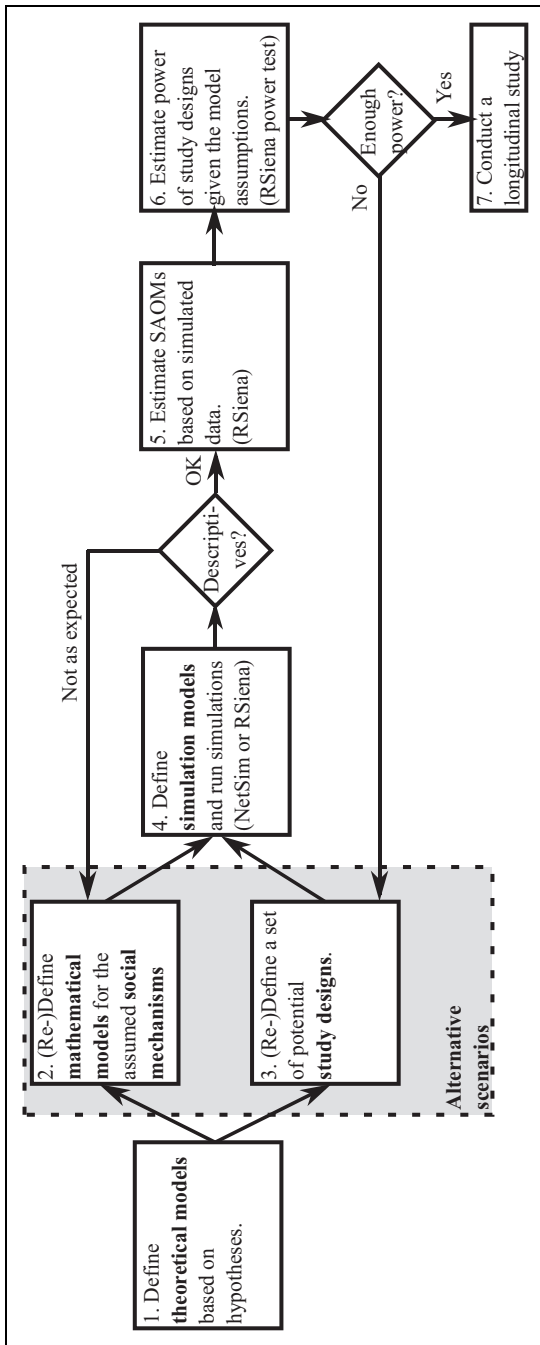 1. Define
theoretical models
based on
hypotheses.
2. (Re-)Define
mathematical
models for the
assumed social
mechanisms
3. (Re-)Define a set
of potential
study designs.
Alternative
scenarios
4. Define
simulation models
and run simulations
(NetSim or RSiena)
Descripti-
ves?
Not as expected
OK
5. Estimate SAOMs
based on simulated
data.
(RSiena)
6. Estimate power
of study designs
given the model
assumptions.
(RSiena power test)
Enough
power?
No
Yes
7. Conduct a
longitudinal study